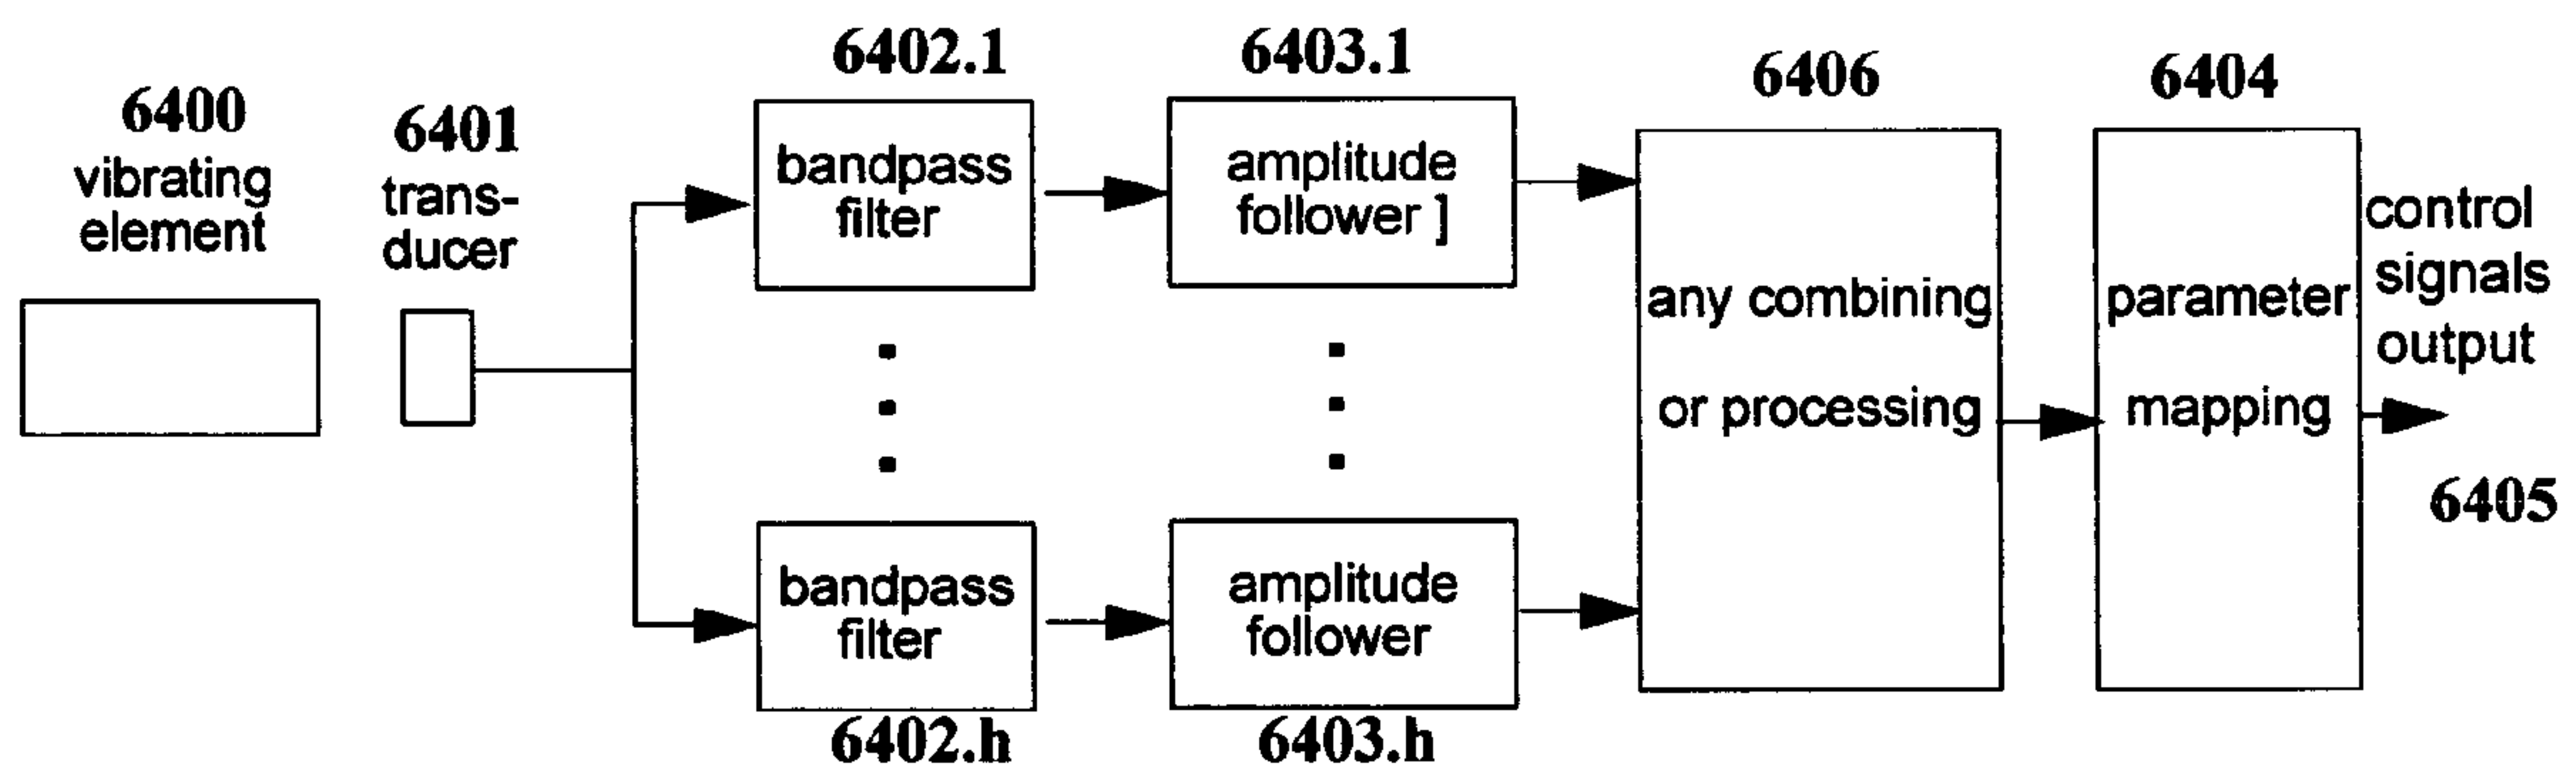 6400
vibrating
element
6401
trans-
ducer
6402.1
bandpass
filter
6403.1
amplitude
follower ]
6402.h
bandpass
filter
6403.h
amplitude
follower
6406
any combining
or processing
6404
parameter
mapping
control
signals
output
6405